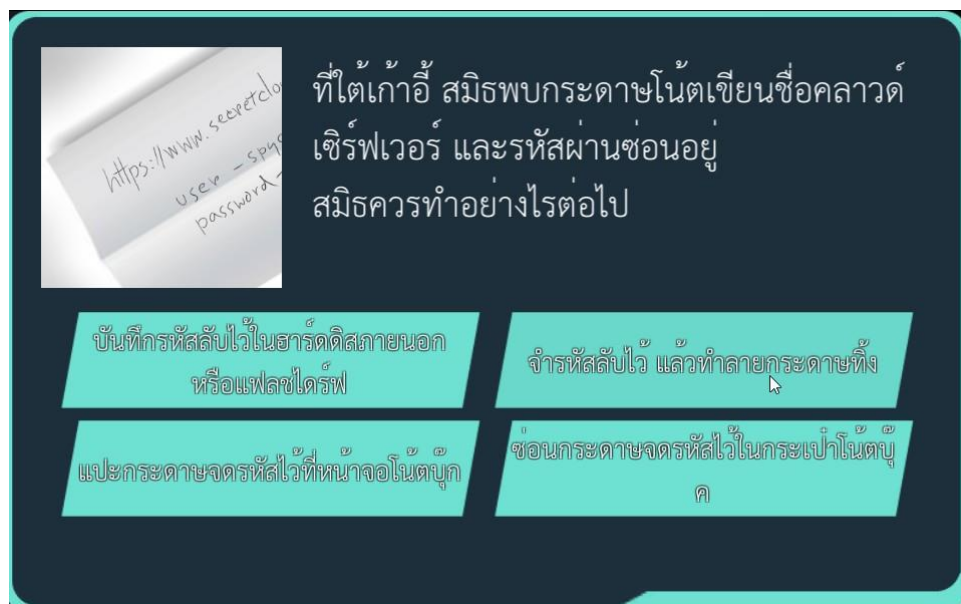 https://www.secretclo
user - spyg
password-
ที่ใต้เก้าอี้ สมิธพบกระดาษโน้ตเขียนชื่อคลาวด์
เซิร์ฟเวอร์ และรหัสผ่านซ่อนอยู่
สมิธควรทำอย่างไรต่อไป
บันทึกรหัสลับไว้ในฮาร์ดดิสภายนอก
หรือแฟลชไดร์ฟ
จำรหัสลับไว้ แล้วทำลายกระดาษทิ้ง
แปะกระดาษจดรหัสไว้ที่หน้าจอโน้ตบุ๊ก
ซ่อนกระดาษจดรหัสไว้ในกระเป๋าโน้ตบุ๊
ค